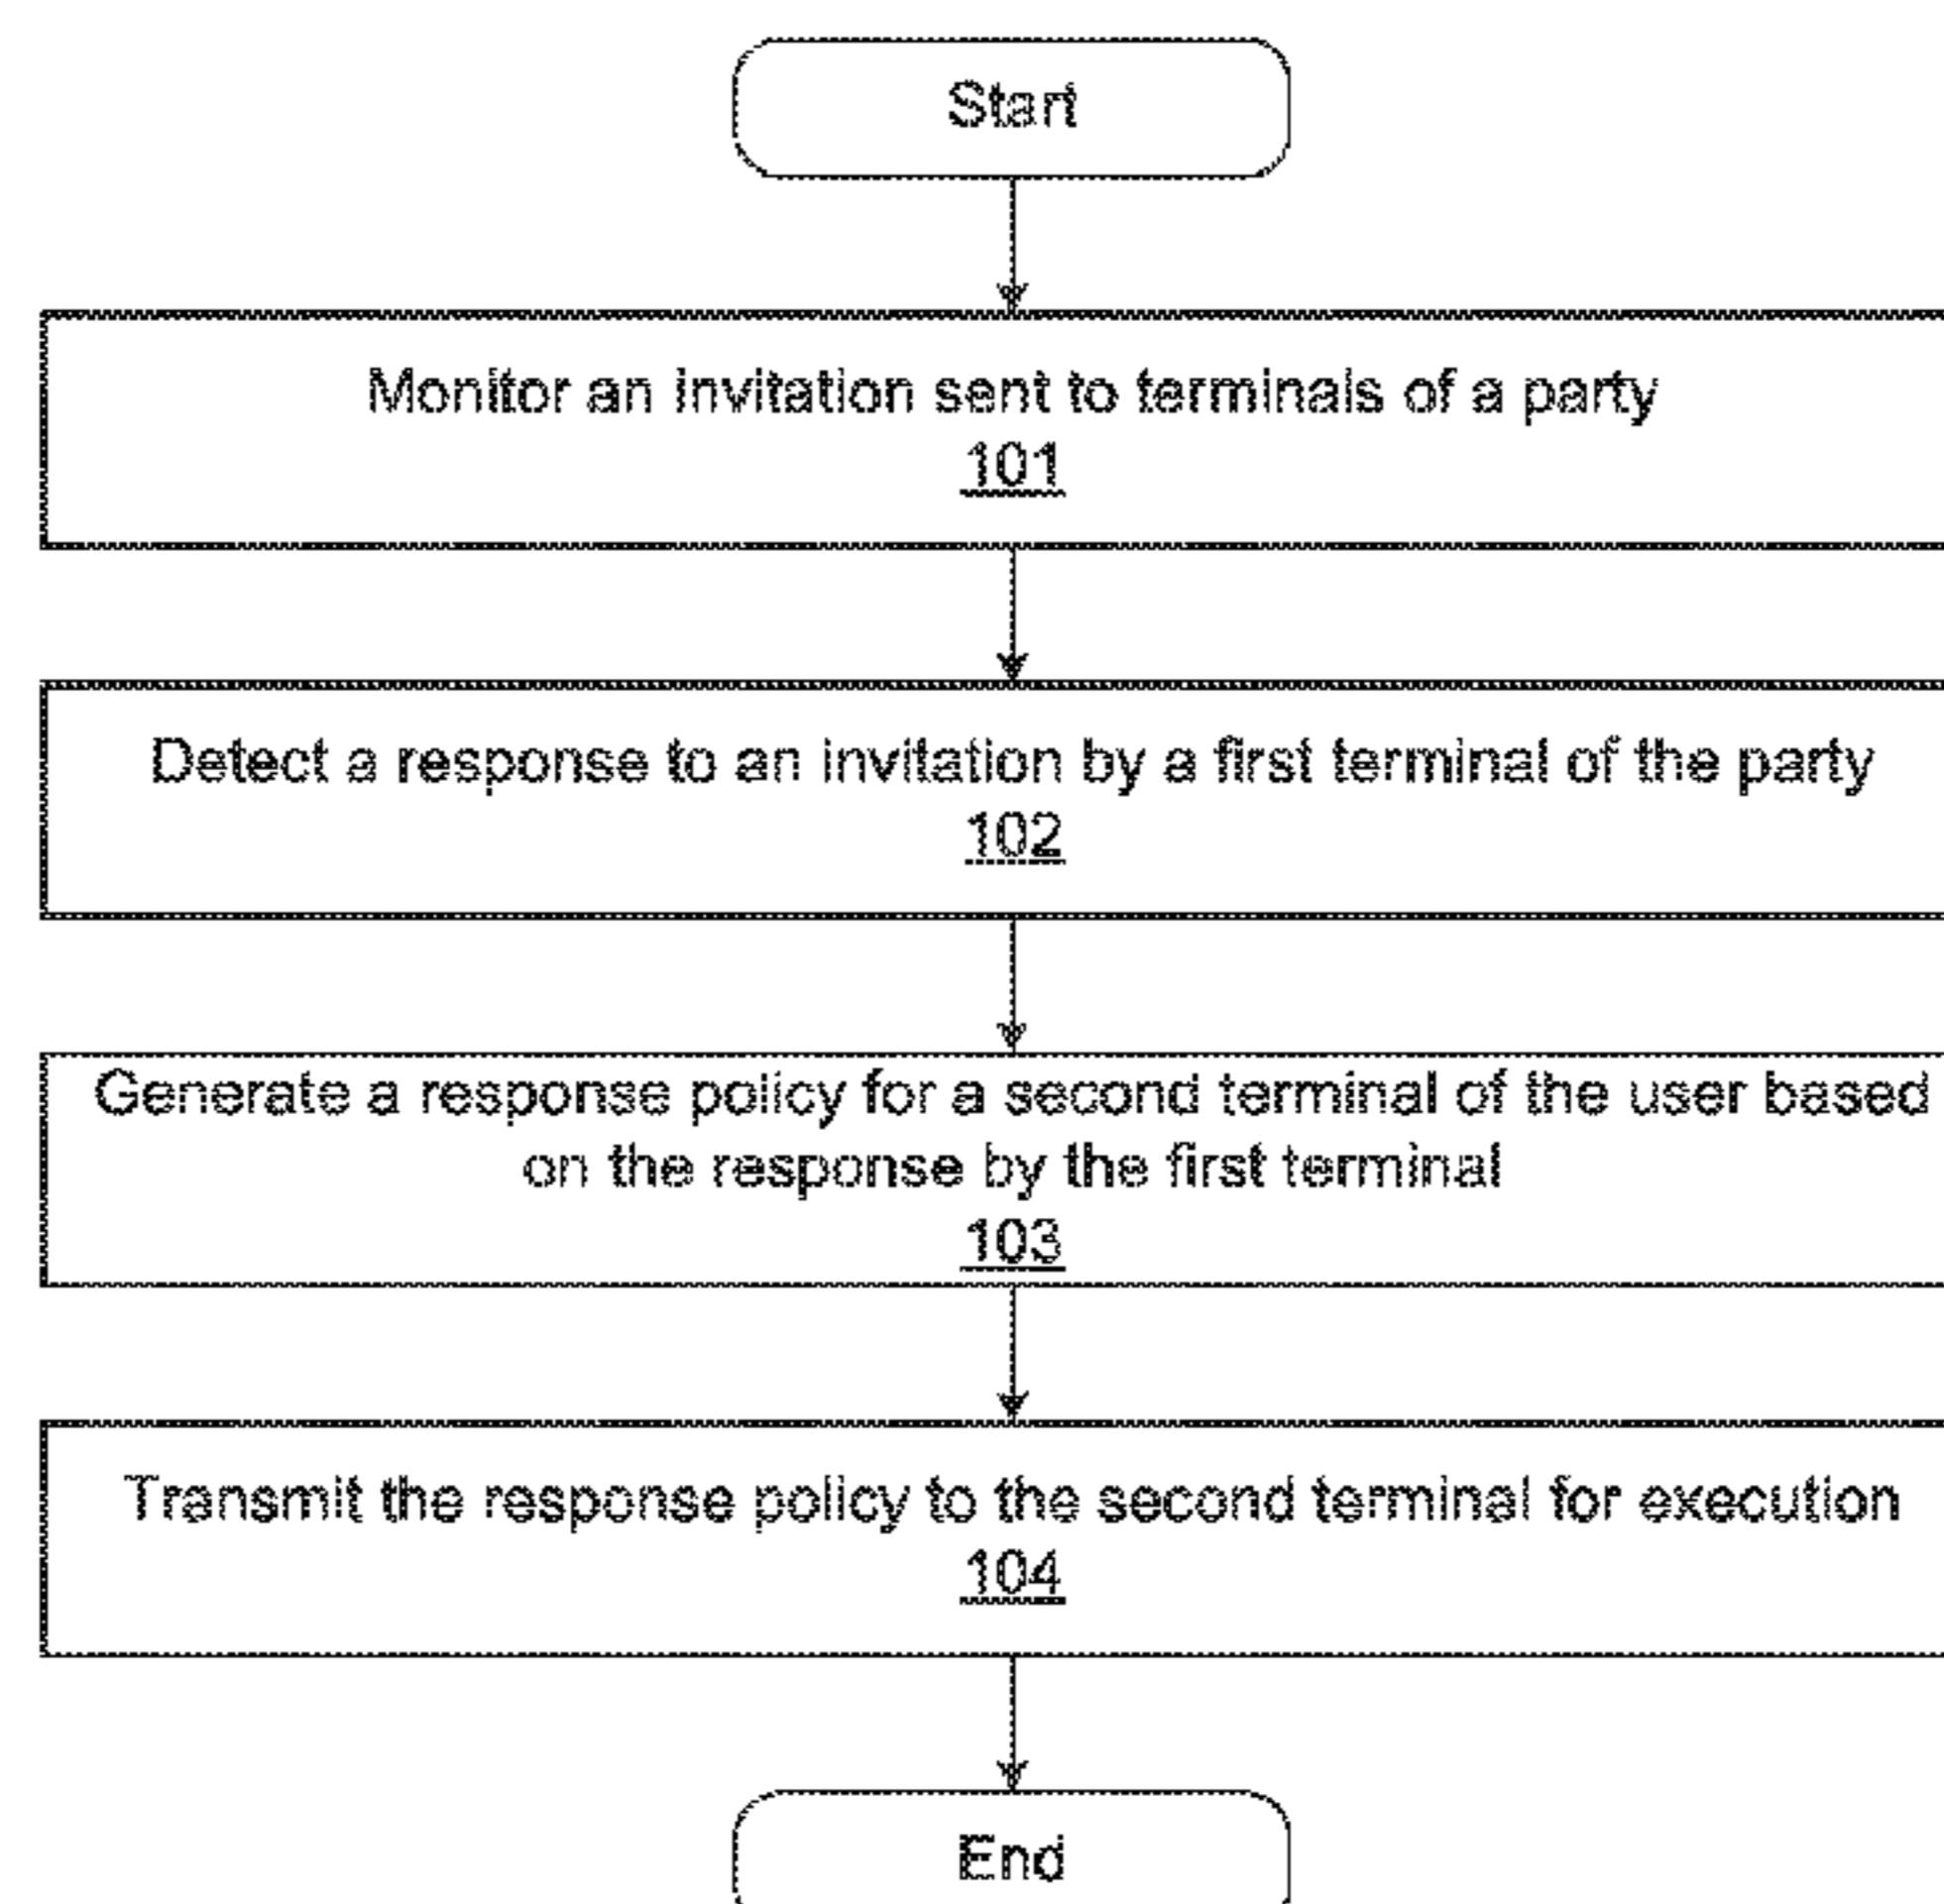 Start
Monitor an invitation sent to terminals of a party
101
Detect a response to an invitation by a first terminal of the party
102
Generate a response policy for a second terminal of the user based
on the response by the first terminal
103
Transmit the response policy to the second terminal for execution
104
End